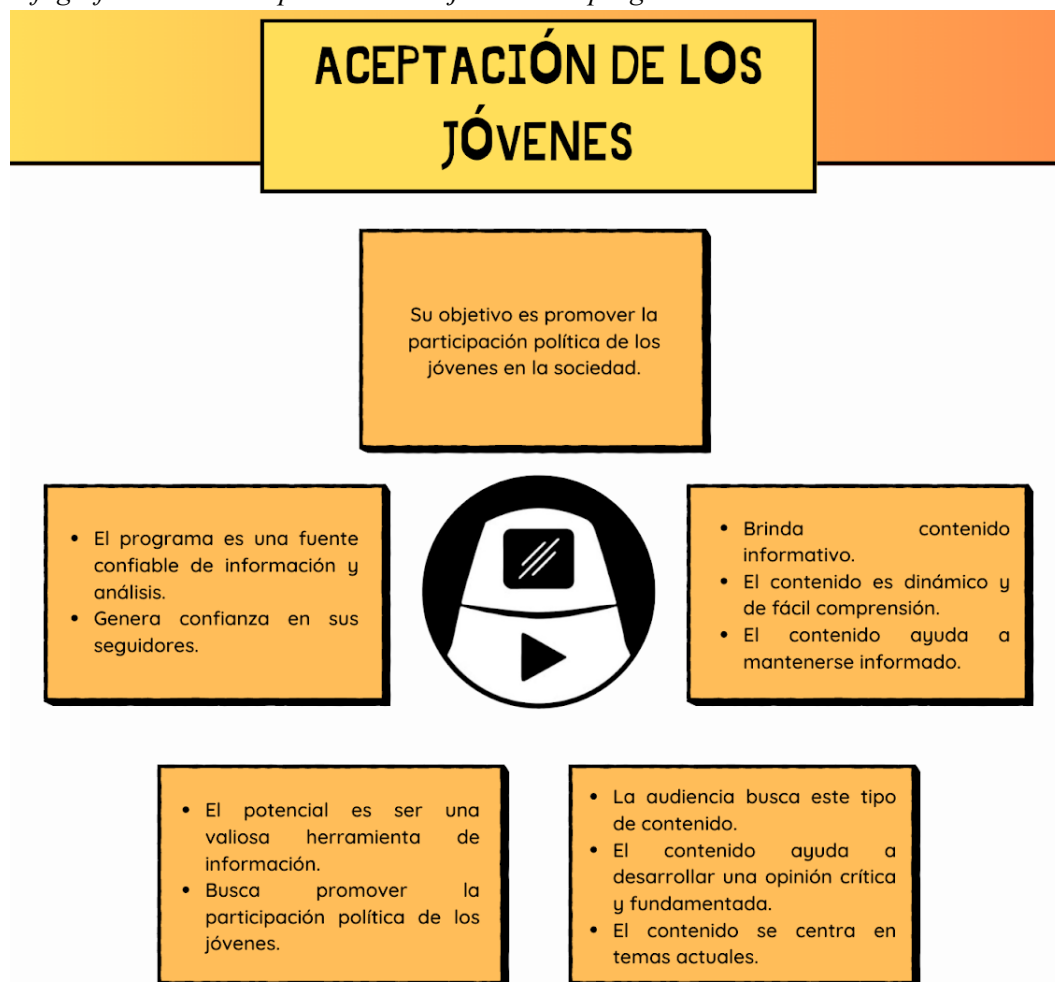 ACEPTACIÓN DE LOS
JÓVENES
Su objetivo es promover la
participación política de los
jóvenes en la sociedad.
• El programa es una fuente
confiable de información y
análisis.
• Genera confianza en sus
seguidores.
• Brinda contenido
informativo.
• El contenido es dinámico y
de fácil comprensión.
• El contenido ayuda a
mantenerse informado.
• El potencial es ser una
valiosa herramienta de
información.
• Busca promover la
participación política de los
jóvenes.
• La audiencia busca este tipo
de contenido.
• El contenido ayuda a
desarrollar una opinión crítica
y fundamentada.
• El contenido se centra en
temas actuales.